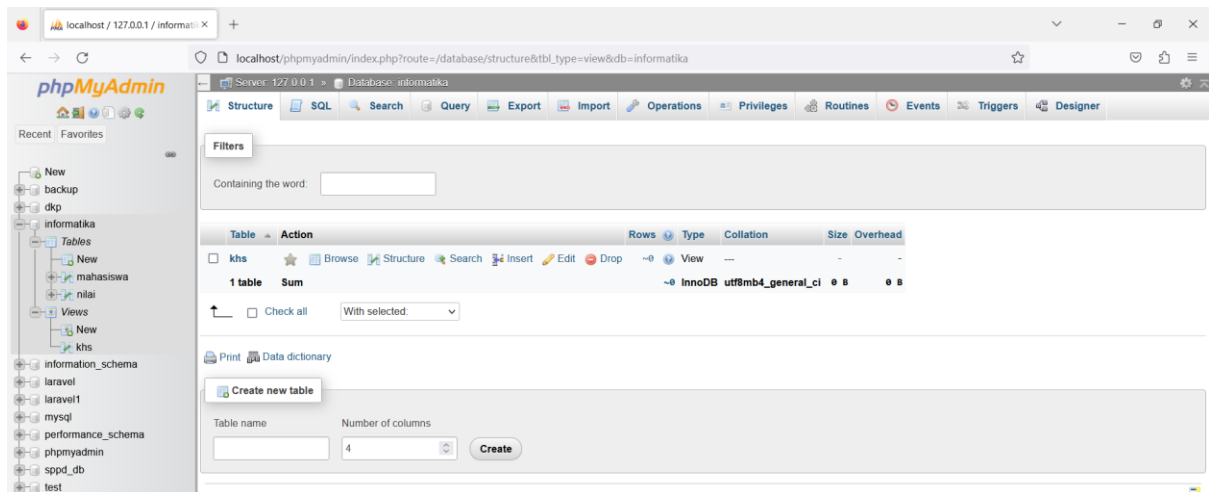 localhost / 127.0.0.1 / informati
localhost/phpmyadmin/index.php?route=/database/structure&tbl_type=view&db=informatika
phpMyAdmin
Recent Favorites
New
backup
dkp
informatika
Tables
New
mahasiswa
nilai
Views
New
khs
information_schema
laravel
laravel1
mysql
performance_schema
phpmyadmin
sppd_db
test
Server: 127.0.0.1 » Database: informatika
Structure SQL Search Query Export Import Operations Privileges Routines Events Triggers Designer
Filters
Containing the word:
Table Action Rows Type Collation Size Overhead
khs Browse Structure Search Insert Edit Drop ~0 View --- - -
1 table Sum ~0 InnoDB utf8mb4_general_ci 0 B 0 B
Check all With selected:
Print Data dictionary
Create new table
Table name Number of columns
4 Create